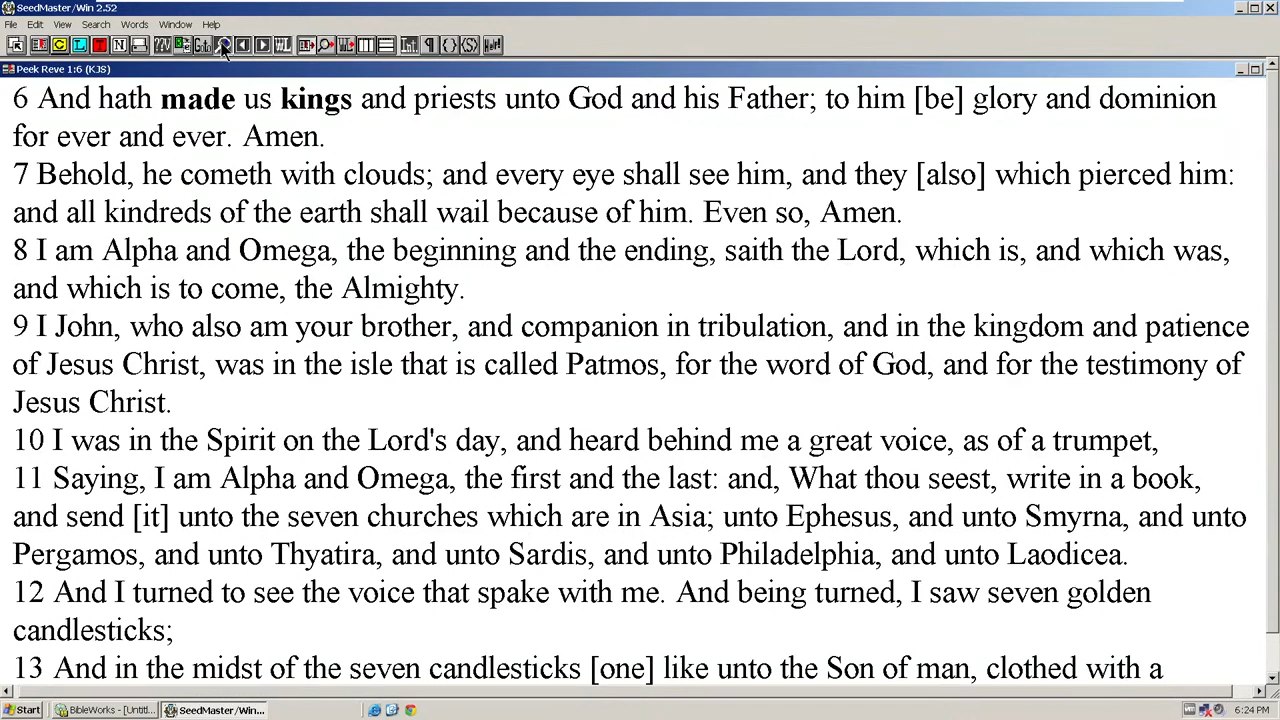 SeedMaster/Win 2.52
File Edit View Search Words Window Help
Goto
Peek Reve 1:6 (KJS)
6 And hath made us kings and priests unto God and his Father; to him [be] glory and dominion
for ever and ever. Amen.
7 Behold, he cometh with clouds; and every eye shall see him, and they [also] which pierced him:
and all kindreds of the earth shall wail because of him. Even so, Amen.
8 I am Alpha and Omega, the beginning and the ending, saith the Lord, which is, and which was,
and which is to come, the Almighty.
9 I John, who also am your brother, and companion in tribulation, and in the kingdom and patience
of Jesus Christ, was in the isle that is called Patmos, for the word of God, and for the testimony of
Jesus Christ.
10 I was in the Spirit on the Lord's day, and heard behind me a great voice, as of a trumpet,
11 Saying, I am Alpha and Omega, the first and the last: and, What thou seest, write in a book,
and send [it] unto the seven churches which are in Asia; unto Ephesus, and unto Smyrna, and unto
Pergamos, and unto Thyatira, and unto Sardis, and unto Philadelphia, and unto Laodicea.
12 And I turned to see the voice that spake with me. And being turned, I saw seven golden
candlesticks;
13 And in the midst of the seven candlesticks [one] like unto the Son of man, clothed with a
Start BibleWorks - [Untitl... SeedMaster/Win... 6:24 PM